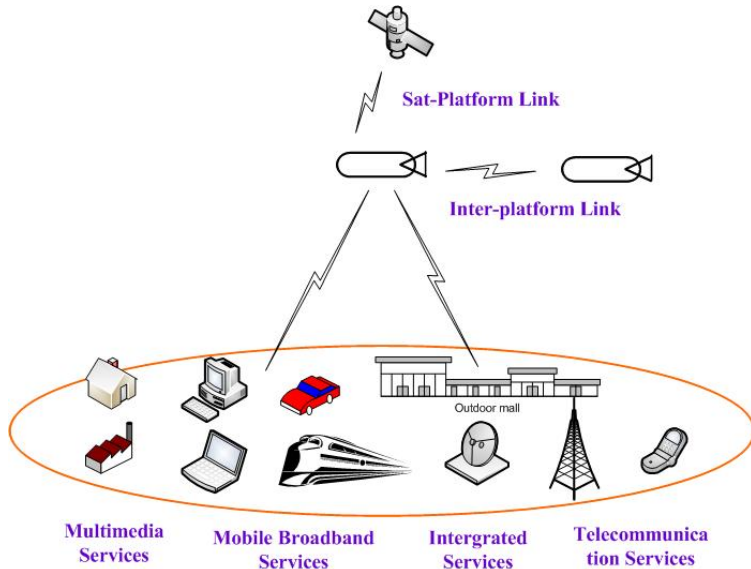 Sat-Platform Link
Inter-platform Link
Outdoor mall
Multimedia
Services
Mobile Broadband
Services
Intergrated
Services
Telecommunica
tion Services